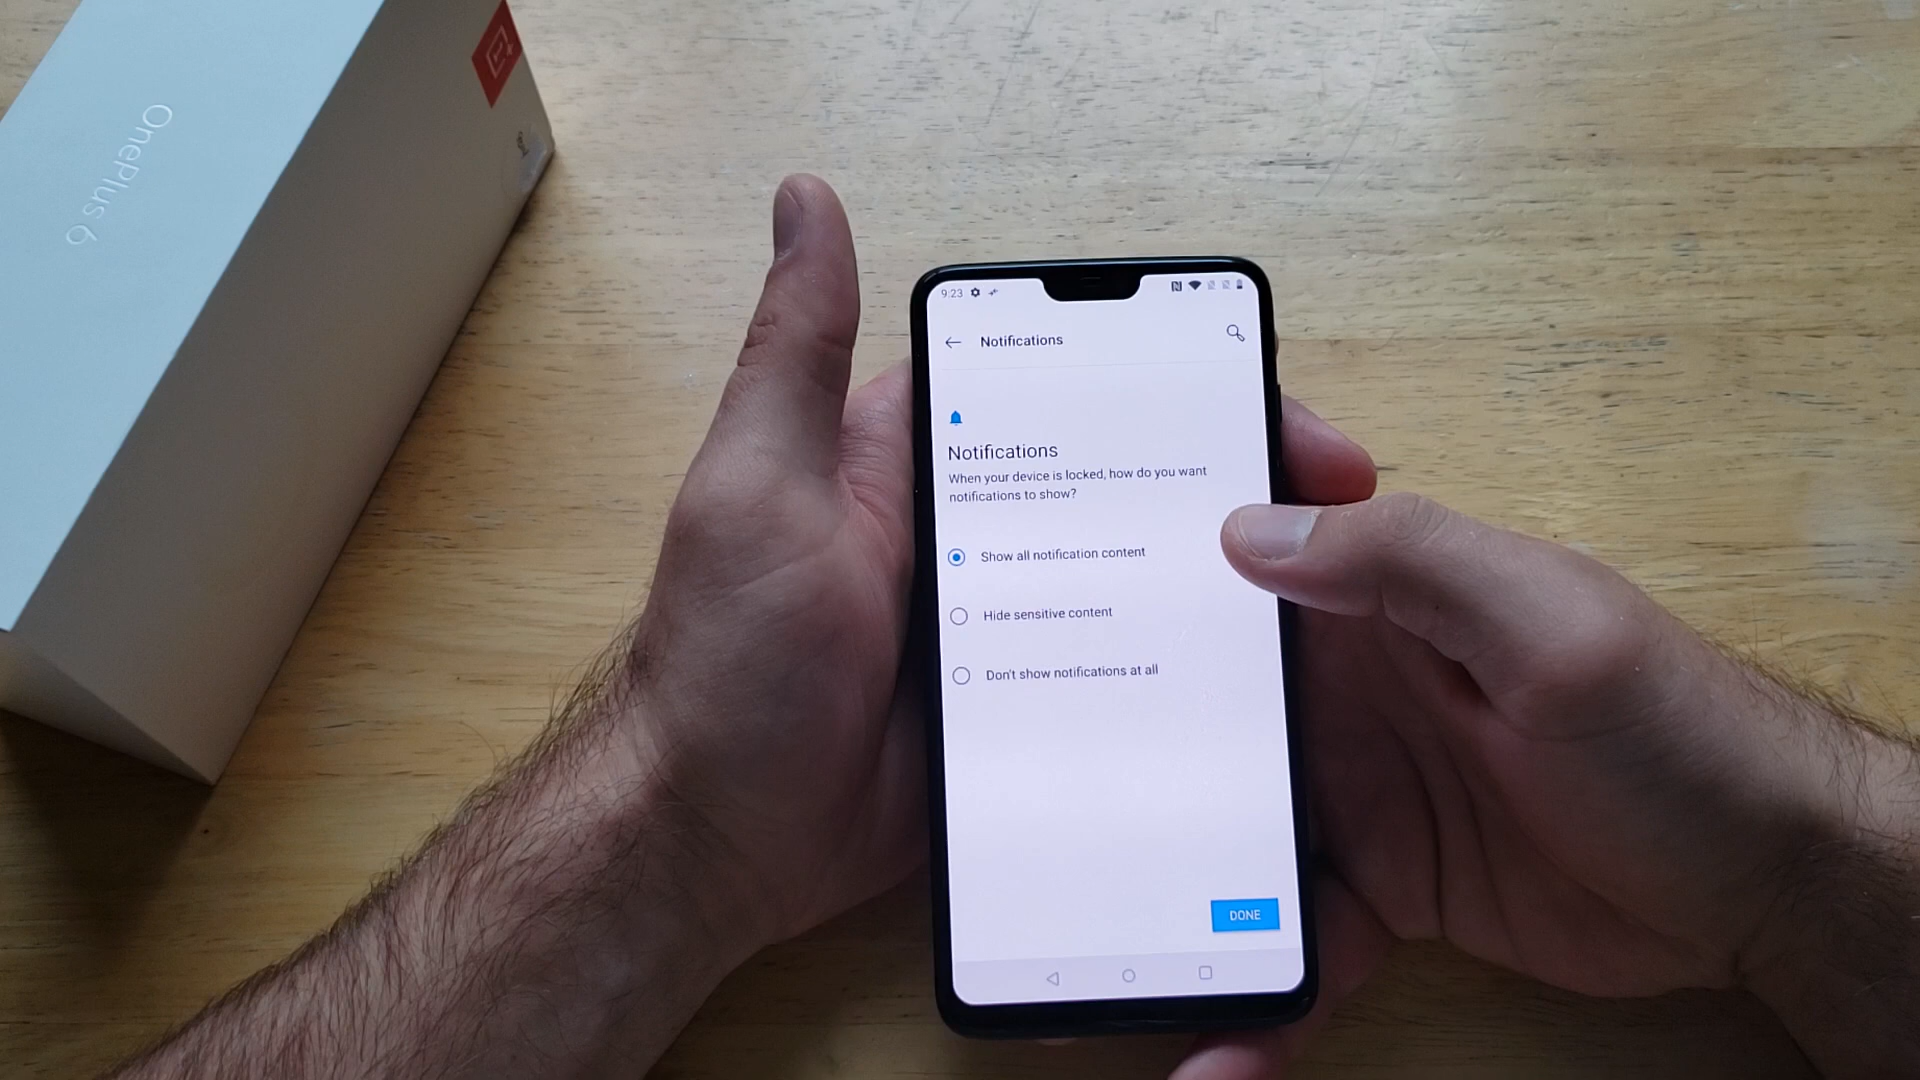 OnePlus 6
9:23
Notifications
Notifications
When your device is locked, how do you want
notifications to show?
Show all notification content
Hide sensitive content
Don't show notifications at all
DONE